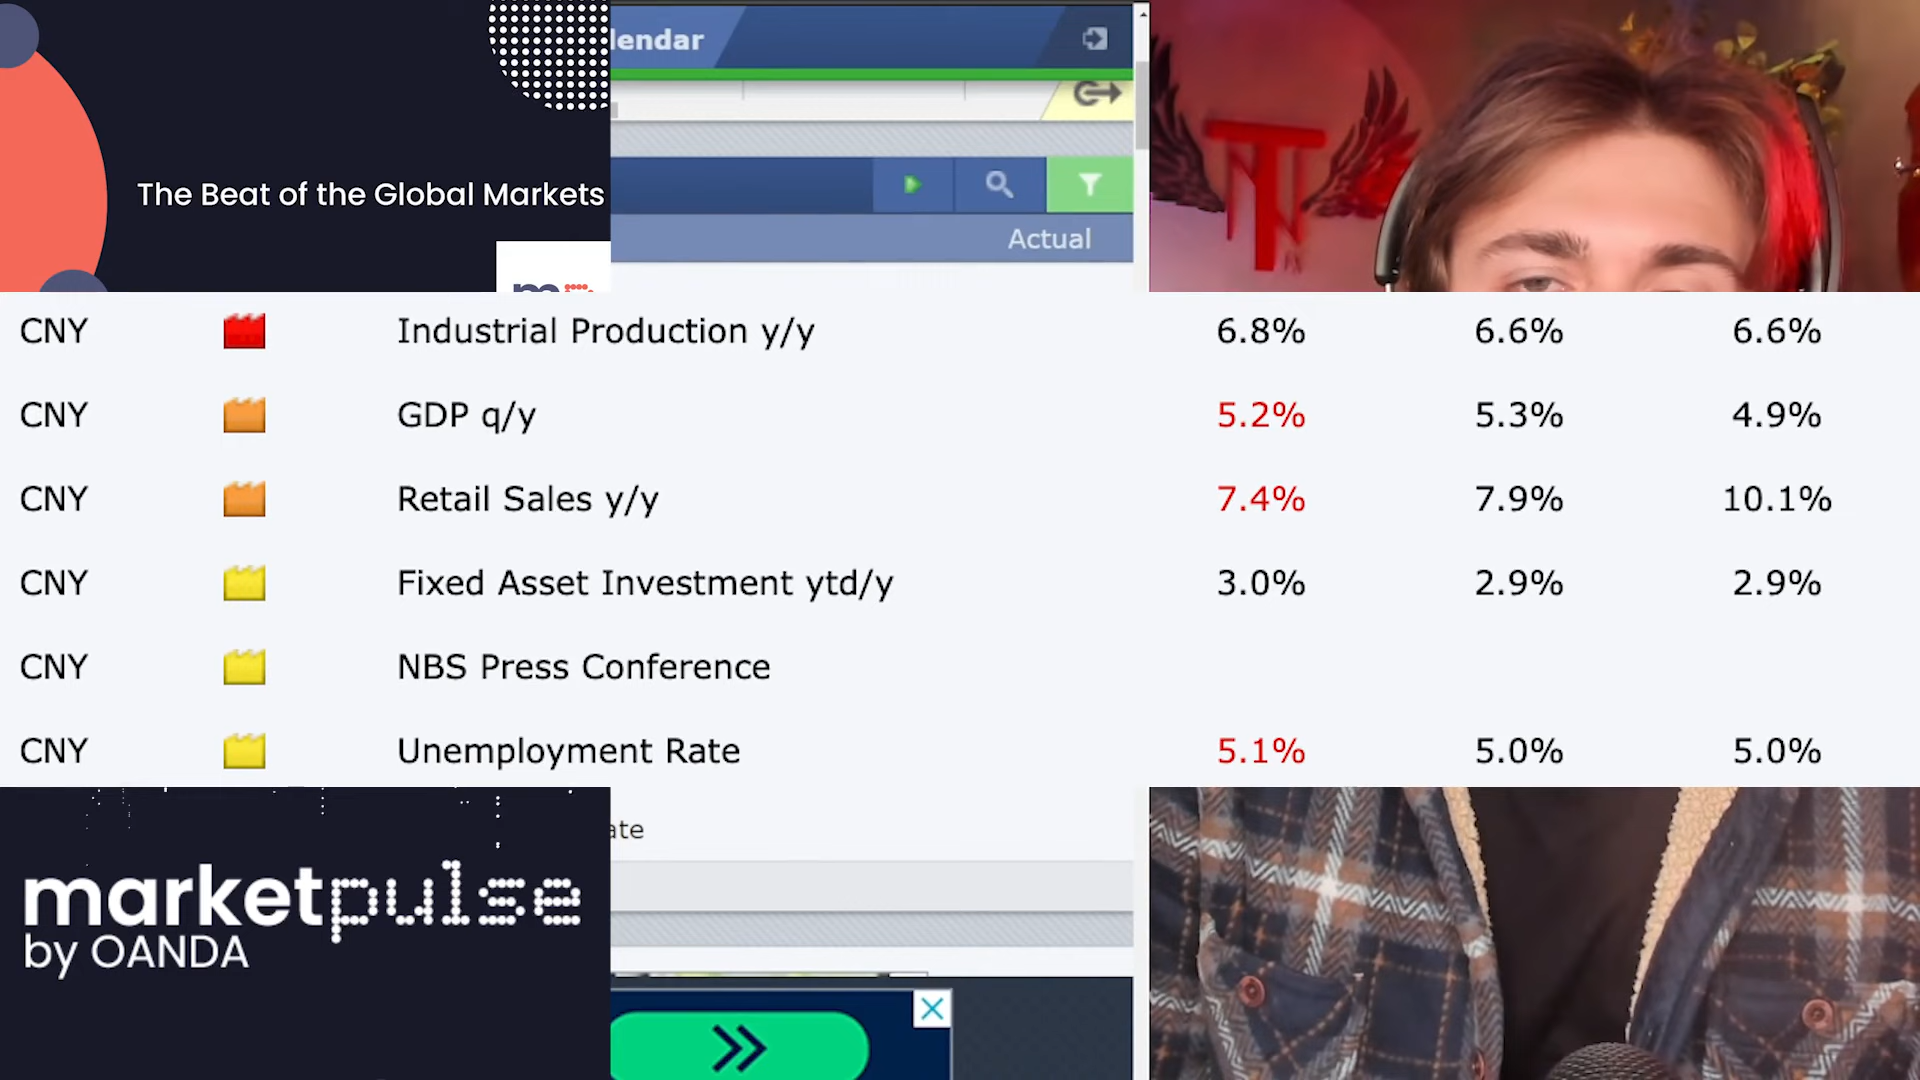 The Beat of the Global Markets
lendar
Actual
CNY Industrial Production y/y 6.8% 6.6% 6.6%
CNY GDP q/y 5.2% 5.3% 4.9%
CNY Retail Sales y/y 7.4% 7.9% 10.1%
CNY Fixed Asset Investment ytd/y 3.0% 2.9% 2.9%
CNY NBS Press Conference
CNY Unemployment Rate 5.1% 5.0% 5.0%
ate
marketpulse
by OANDA